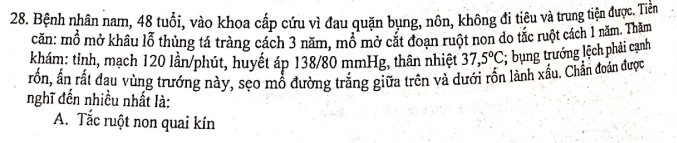 28. Bệnh nhân nam, 48 tuổi, vào khoa cấp cứu vì đau quặn bụng, nôn, không đi tiêu và trung tiện được. Tiền
căn: mổ mở khâu lỗ thủng tá tràng cách 3 năm, mổ mở cắt đoạn ruột non do tắc ruột cách 1 năm. Thăm
khám: tỉnh, mạch 120 lần/phút, huyết áp 138/80 mmHg, thân nhiệt 37,5°C; bụng trướng lệch phải cạnh
rốn, ấn rất đau vùng trướng này, sẹo mổ đường trắng giữa trên và dưới rốn lành xấu. Chẩn đoán được
nghĩ đến nhiều nhất là:
A. Tắc ruột non quai kín